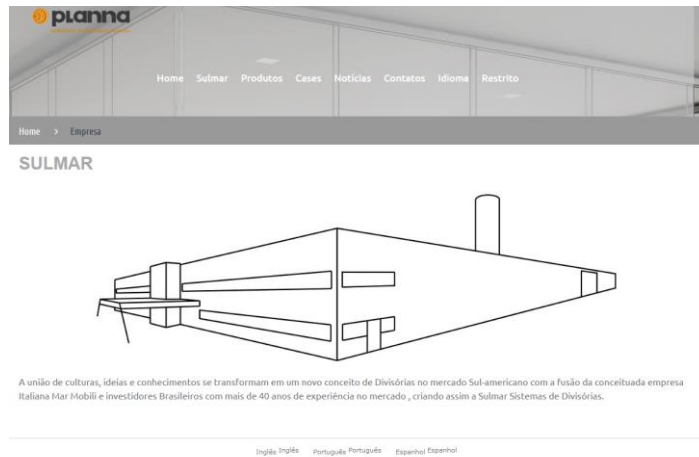 planna
Home Sulmar Produtos Cases Notícias Contatos Idioma Restrito
Home > Empresa
SULMAR
A união de culturas, ideias e conhecimentos se transformam em um novo conceito de Divisórias no mercado Sul-americano com a fusão da conceituada empresa
Italiana Mar Mobili e investidores Brasileiros com mais de 40 anos de experiência no mercado , criando assim a Sulmar Sistemas de Divisórias.
Inglês Inglês Português Português Espanhol Espanhol